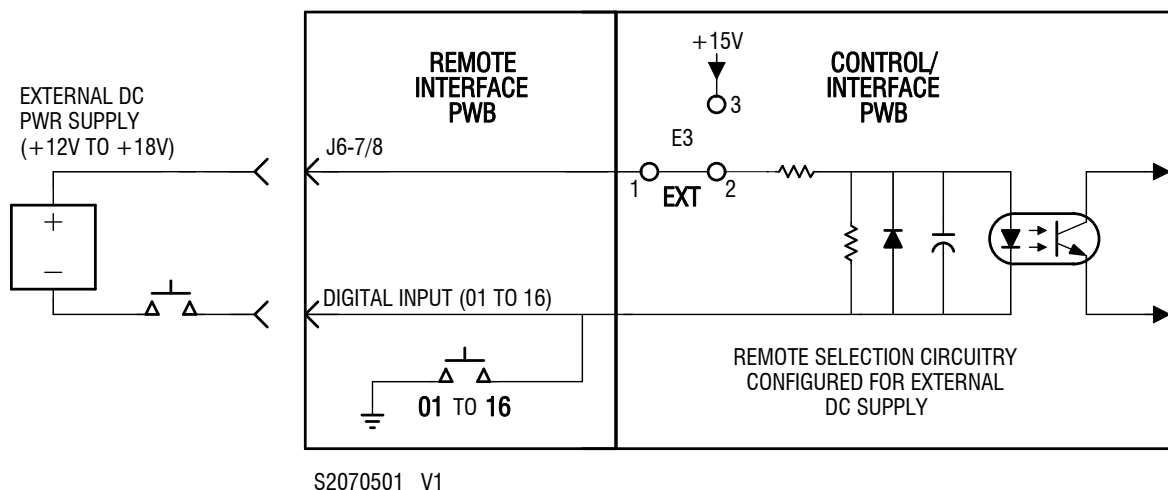 EXTERNAL DC
PWR SUPPLY
(+12V TO +18V)
+
−
REMOTE
INTERFACE
PWB
J6-7/8
DIGITAL INPUT (01 TO 16)
01 TO 16
CONTROL/
INTERFACE
PWB
+15V
3
E3
1
2
EXT
REMOTE SELECTION CIRCUITRY
CONFIGURED FOR EXTERNAL
DC SUPPLY
S2070501 V1